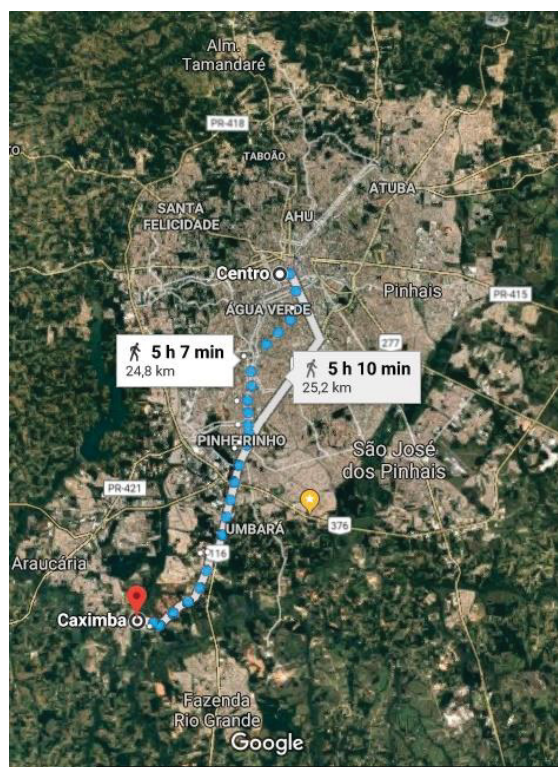 475
Alm.
Tamandaré
PR-418
TABOÃO
ATUBA
SANTA
FELICIDADE
AHU
Centro
Pinhais
PR-415
ÁGUA VERDE
5 h 7 min
24,8 km
277
5 h 10 min
25,2 km
PINHEIRINHO
São José
dos Pinhais
PR-421
376
UMBARÁ
116
Araucária
Caximba
Fazenda
Rio Grande
Google